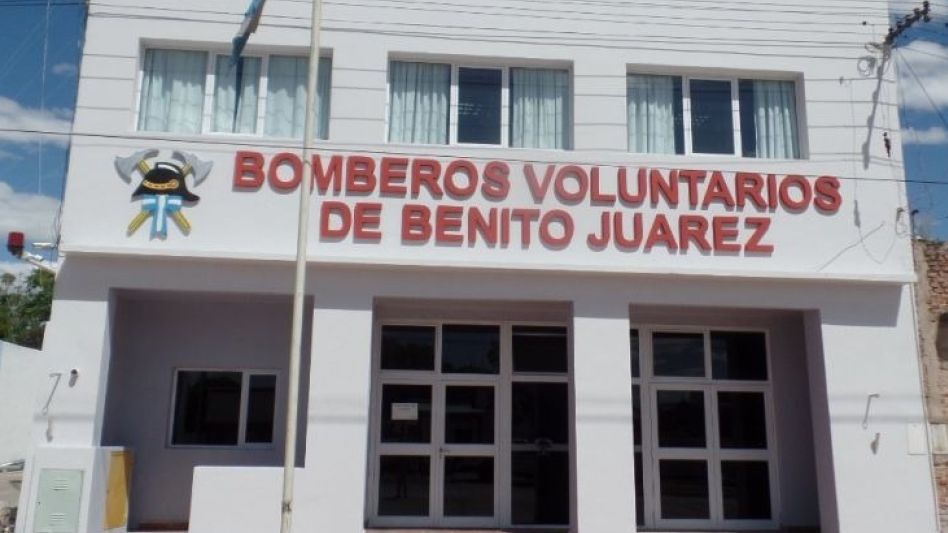 BOMBEROS VOLUNTARIOS
DE BENITO JUAREZ